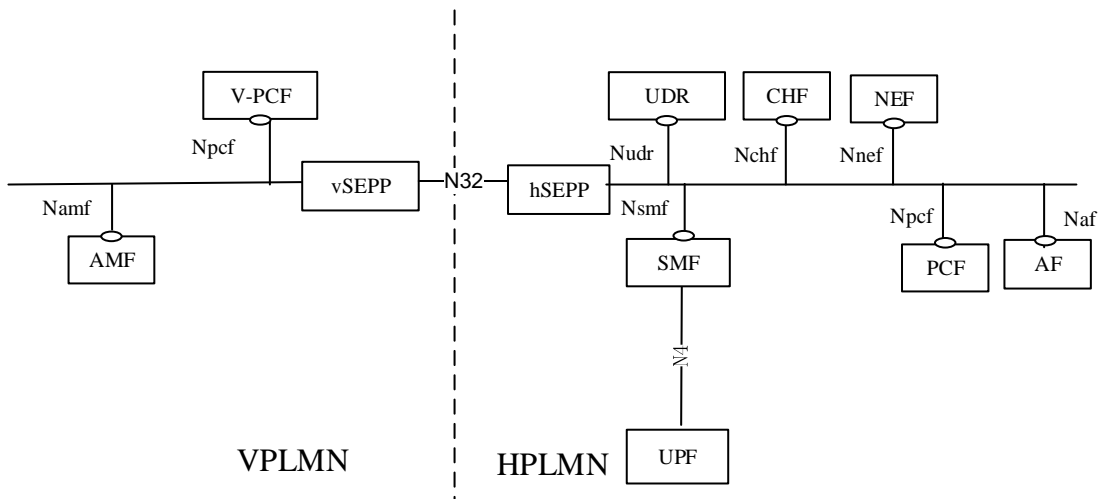 V-PCF
UDR
CHF
NEF
Npcf
Nudr
Nchf
Nnef
vSEPP
N32
hSEPP
Namf
Nsmf
Npcf
Naf
AMF
SMF
PCF
AF
N4
UPF
VPLMN
HPLMN